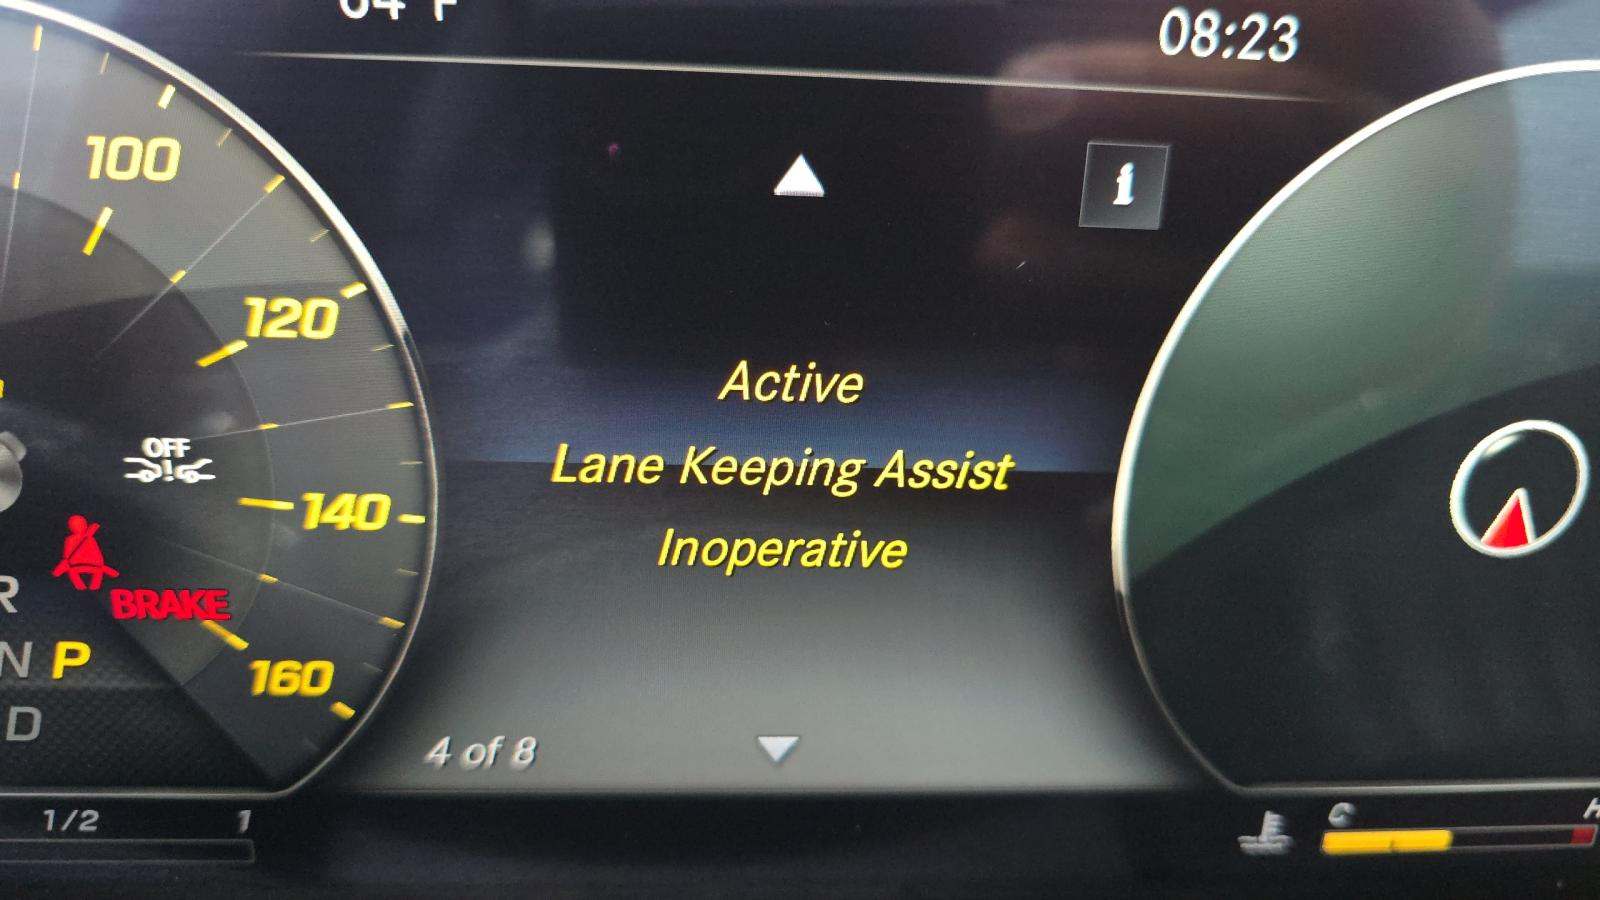 08:23
i
100
120
OFF
140
BRAKE
R
N P
160
D
Active
Lane Keeping Assist
Inoperative
4 of 8
1/2 1
C H